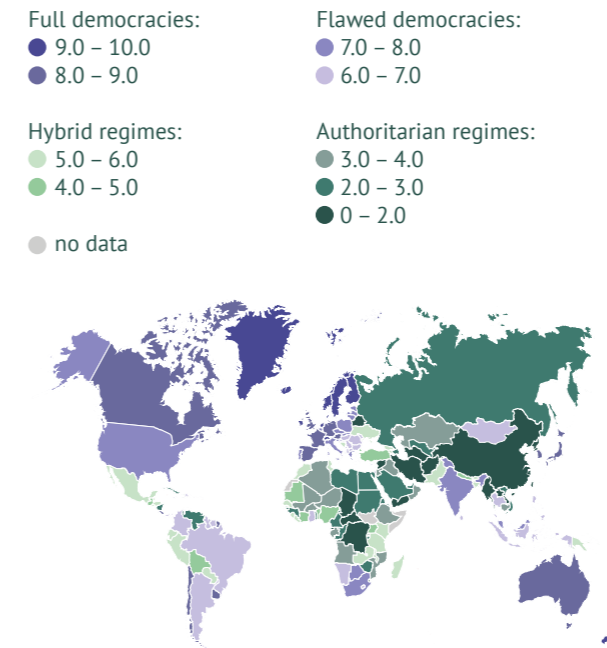 Full democracies:
9.0 – 10.0
8.0 – 9.0
Flawed democracies:
7.0 – 8.0
6.0 – 7.0
Hybrid regimes:
5.0 – 6.0
4.0 – 5.0
Authoritarian regimes:
3.0 – 4.0
2.0 – 3.0
0 – 2.0
no data